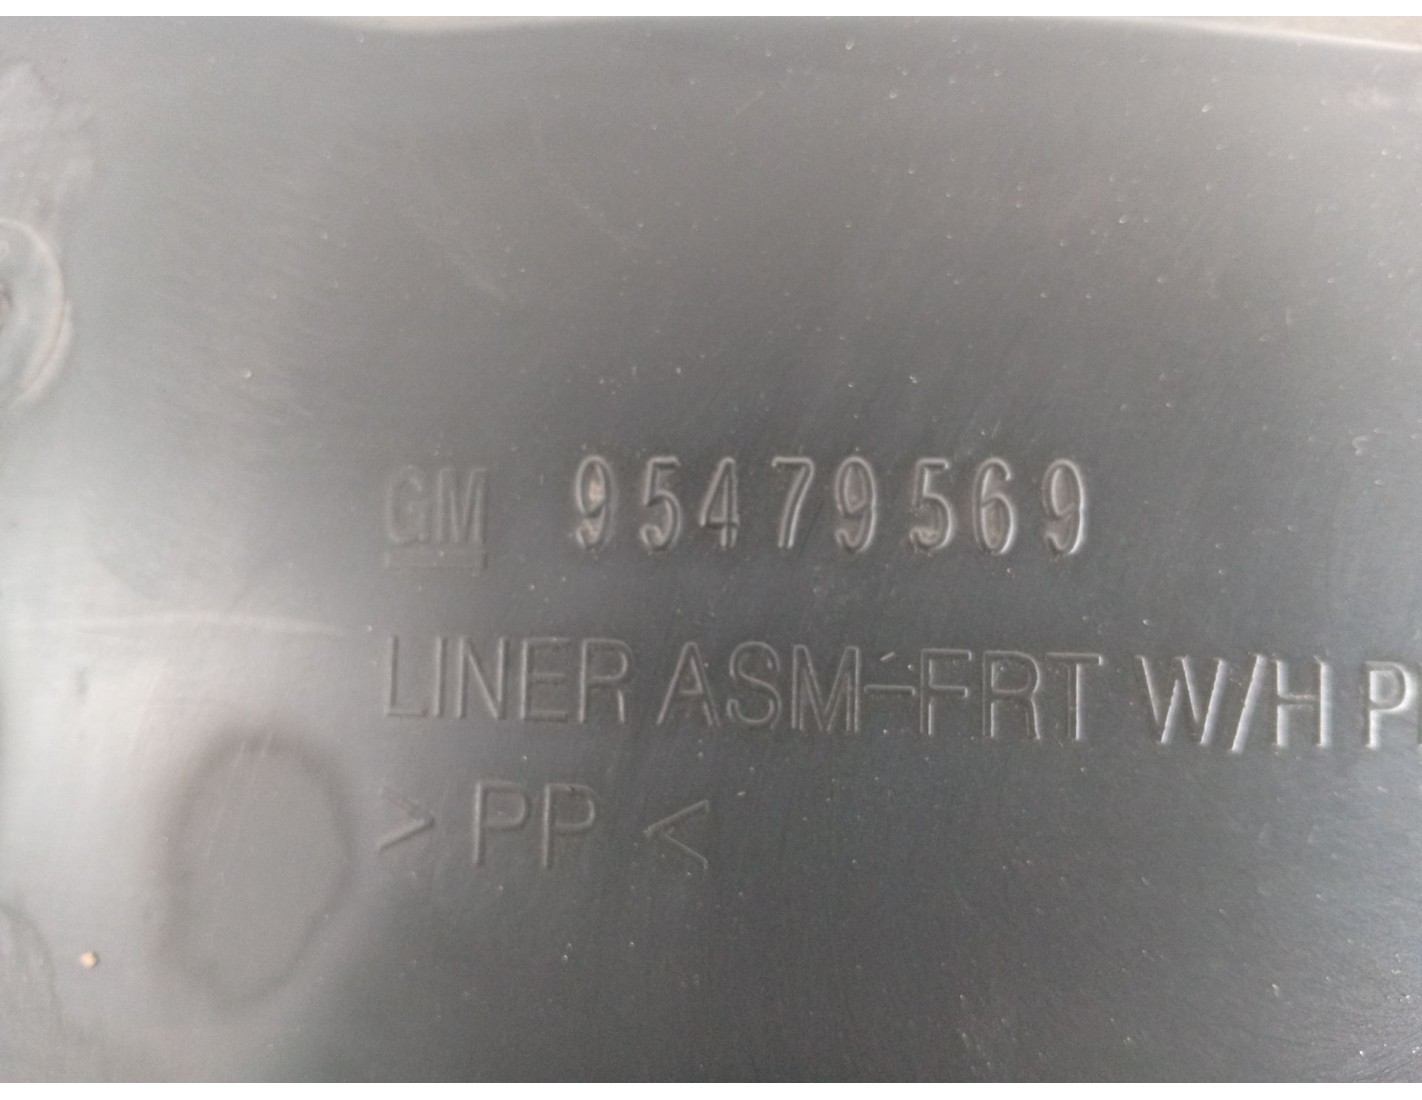 GM 95479569
LINER ASM-FRT W/H P
> PP <